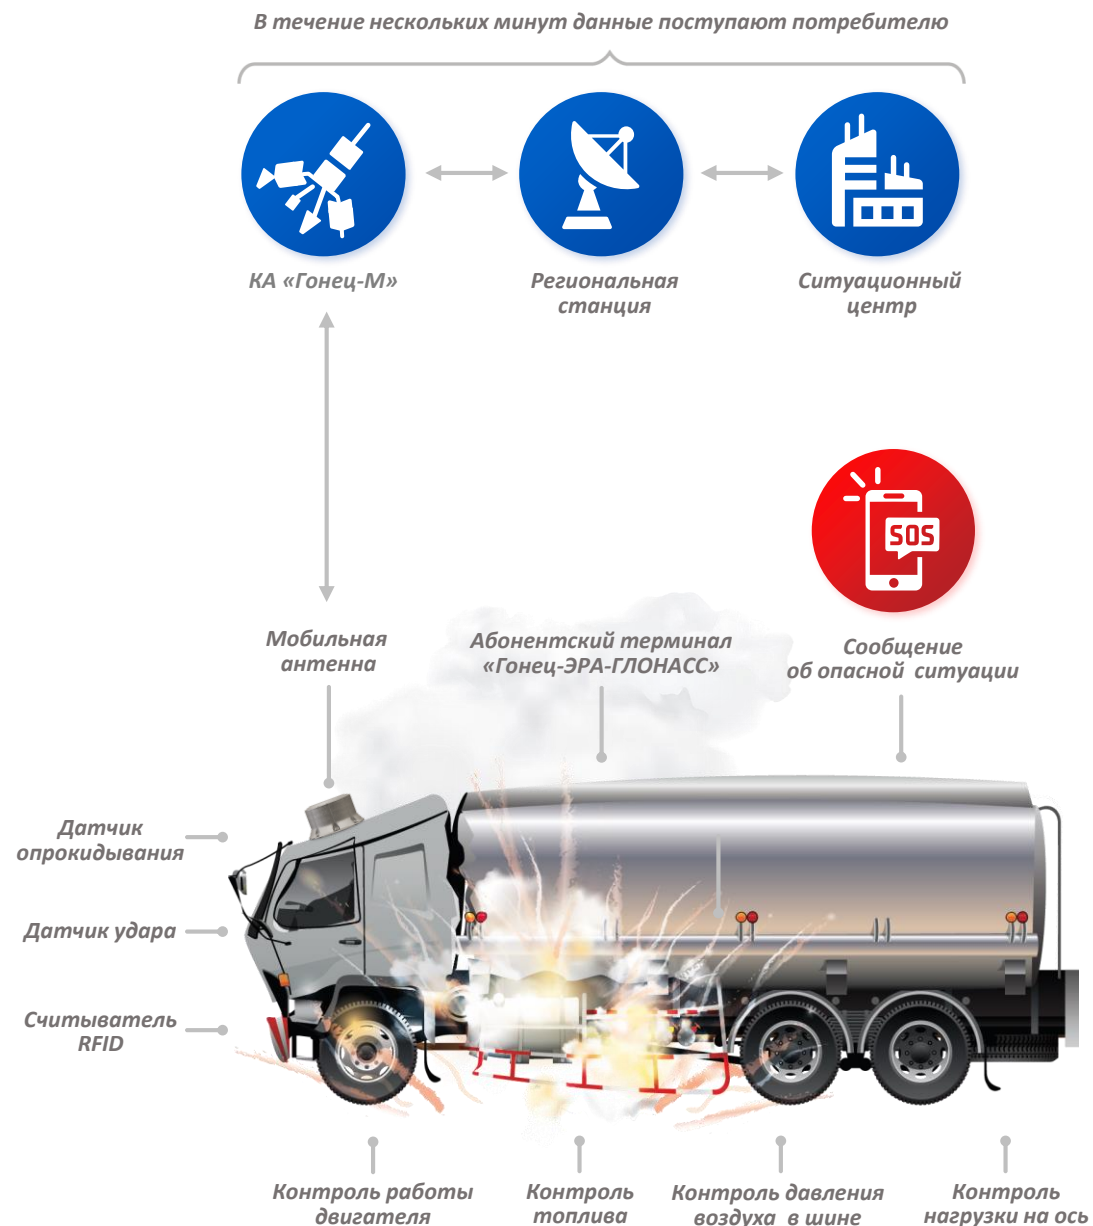 В течение нескольких минут данные поступают потребителю
КА «Гонец-М»
Региональная
станция
Ситуационный
центр
SOS
Мобильная
антенна
Абонентский терминал
«Гонец-ЭРА-ГЛОНАСС»
Сообщение
об опасной ситуации
Датчик
опрокидывания
Датчик удара
Считыватель
RFID
Контроль работы
двигателя
Контроль
топлива
Контроль давления
воздуха в шине
Контроль
нагрузки на ось